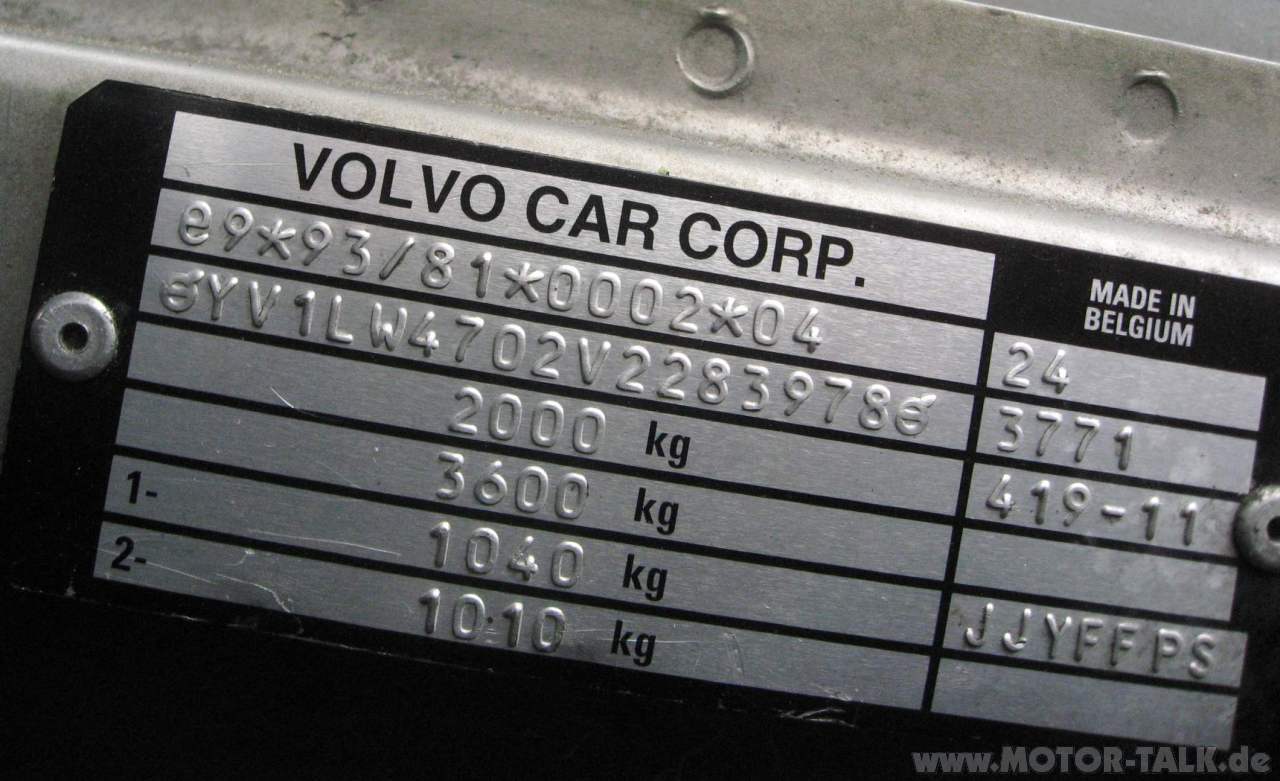 VOLVO CAR CORP.
MADE IN
BELGIUM
e9*93/81*0002*04
24
YV1LW4702V2283978
3771
2000 kg
419-11
3600 kg
1- 1040 kg
JJYFFPS
2- 1010 kg
www.MOTOR-TALK.de